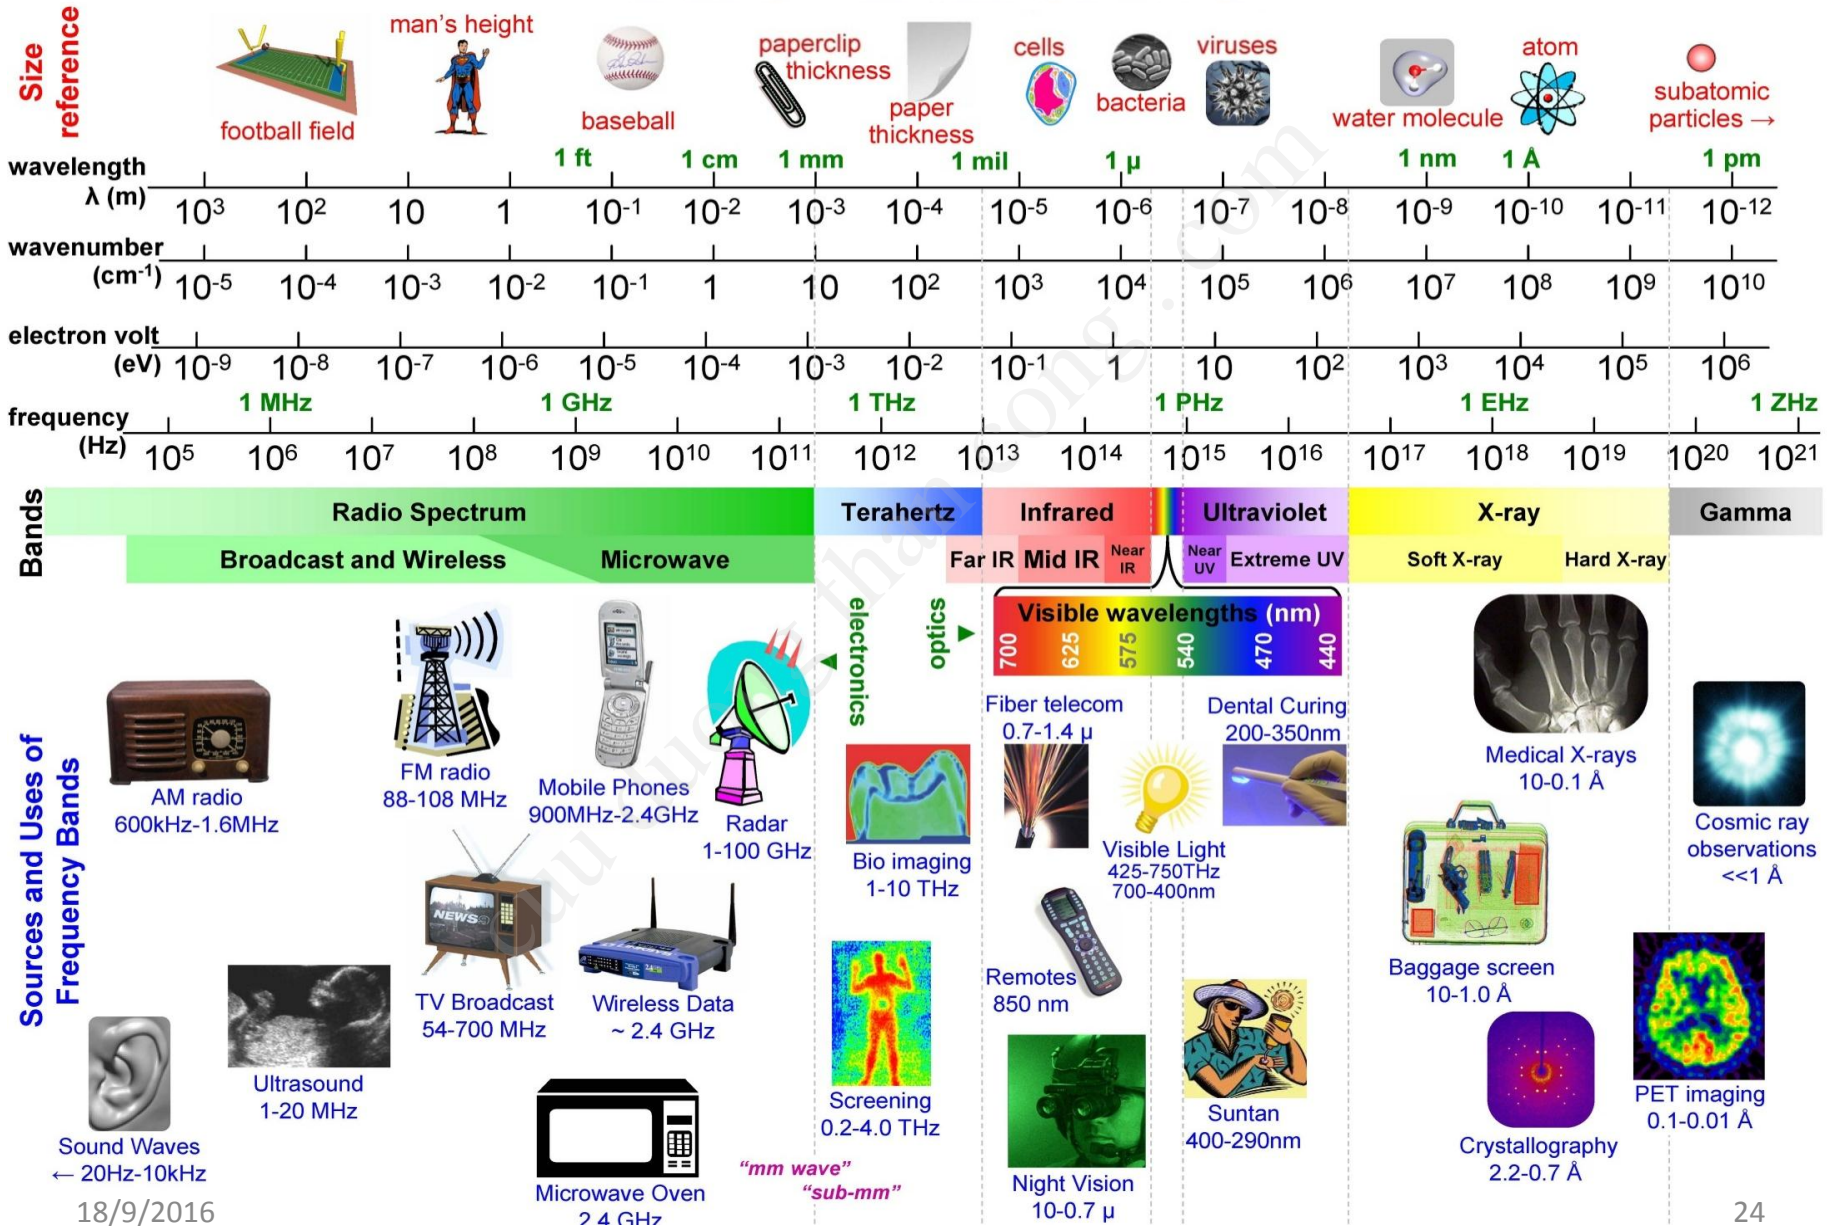 Size
reference
football field
man's height
baseball
paperclip
thickness
paper
thickness
cells
bacteria
viruses
water molecule
atom
subatomic
particles →
1 ft 1 cm 1 mm 1 mil 1 µ 1 nm 1 Å 1 pm
wavelength
λ (m)
10³ 10² 10 1 10⁻¹ 10⁻² 10⁻³ 10⁻⁴ 10⁻⁵ 10⁻⁶ 10⁻⁷ 10⁻⁸ 10⁻⁹ 10⁻¹⁰ 10⁻¹¹ 10⁻¹²
wavenumber
(cm⁻¹)
10⁻⁵ 10⁻⁴ 10⁻³ 10⁻² 10⁻¹ 1 10 10² 10³ 10⁴ 10⁵ 10⁶ 10⁷ 10⁸ 10⁹ 10¹⁰
electron volt
(eV)
10⁻⁹ 10⁻⁸ 10⁻⁷ 10⁻⁶ 10⁻⁵ 10⁻⁴ 10⁻³ 10⁻² 10⁻¹ 1 10 10² 10³ 10⁴ 10⁵ 10⁶
1 MHz 1 GHz 1 THz 1 PHz 1 EHz 1 ZHz
frequency
(Hz)
10⁵ 10⁶ 10⁷ 10⁸ 10⁹ 10¹⁰ 10¹¹ 10¹² 10¹³ 10¹⁴ 10¹⁵ 10¹⁶ 10¹⁷ 10¹⁸ 10¹⁹ 10²⁰ 10²¹
Bands
Radio Spectrum Terahertz Infrared Ultraviolet X-ray Gamma
Broadcast and Wireless Microwave Far IR Mid IR Near IR Near UV Extreme UV Soft X-ray Hard X-ray
electronics
optics
Visible wavelengths (nm)
700 625 575 540 470 440
Sources and Uses of
Frequency Bands
AM radio
600kHz-1.6MHz
FM radio
88-108 MHz
Mobile Phones
900MHz-2.4GHz
Radar
1-100 GHz
Bio imaging
1-10 THz
Fiber telecom
0.7-1.4 µ
Visible Light
425-750THz
700-400nm
Dental Curing
200-350nm
Medical X-rays
10-0.1 Å
Cosmic ray
observations
<<1 Å
Sound Waves
← 20Hz-10kHz
Ultrasound
1-20 MHz
NEWS
TV Broadcast
54-700 MHz
Wireless Data
~ 2.4 GHz
Microwave Oven
2.4 GHz
"mm wave"
"sub-mm"
Screening
0.2-4.0 THz
Remotes
850 nm
Night Vision
10-0.7 µ
Suntan
400-290nm
Baggage screen
10-1.0 Å
Crystallography
2.2-0.7 Å
PET imaging
0.1-0.01 Å
18/9/2016
24